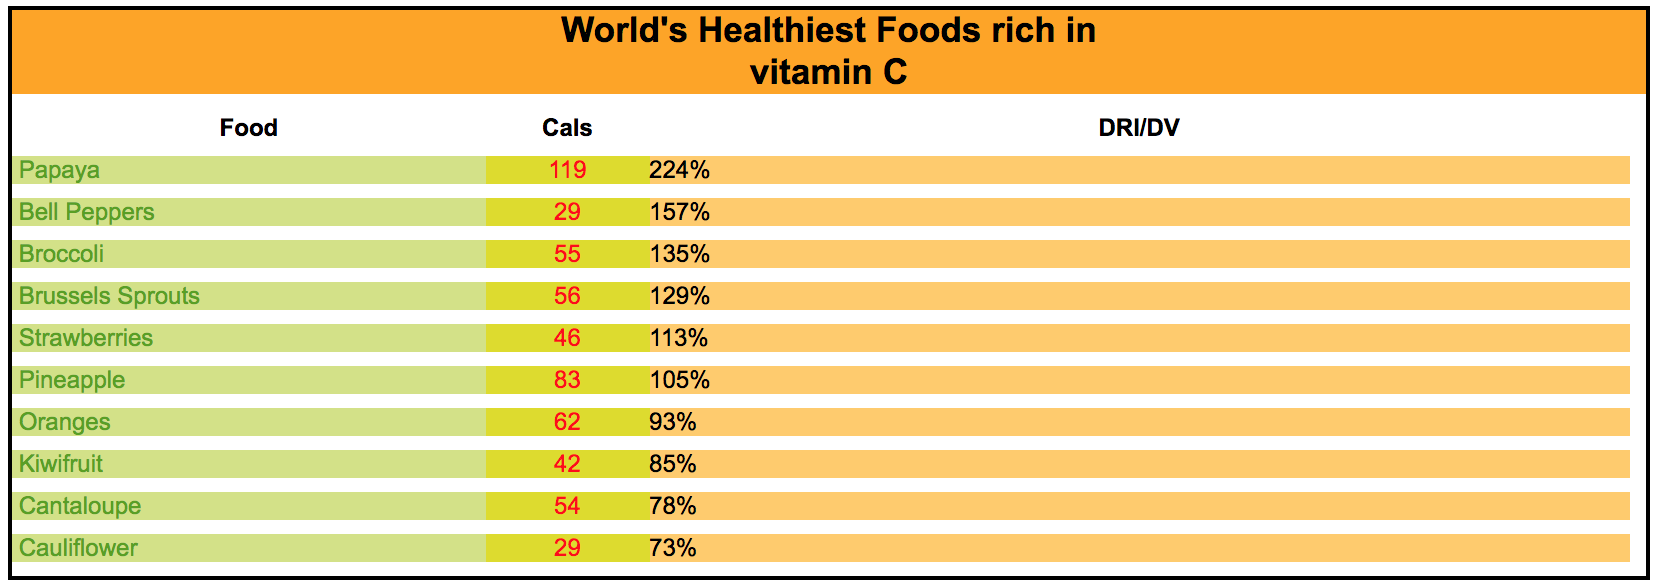 World's Healthiest Foods rich in
vitamin C
Food Cals DRI/DV
Papaya 119 224%
Bell Peppers 29 157%
Broccoli 55 135%
Brussels Sprouts 56 129%
Strawberries 46 113%
Pineapple 83 105%
Oranges 62 93%
Kiwifruit 42 85%
Cantaloupe 54 78%
Cauliflower 29 73%